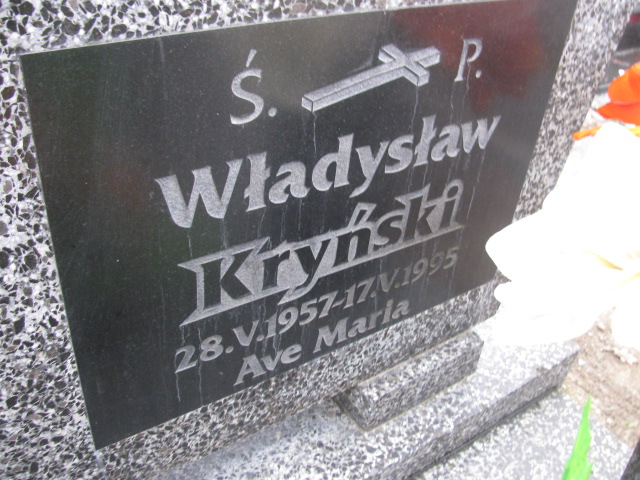 Ś. P.
Władysław
Kryński
28.V.1957-17.V.1995
Ave Maria